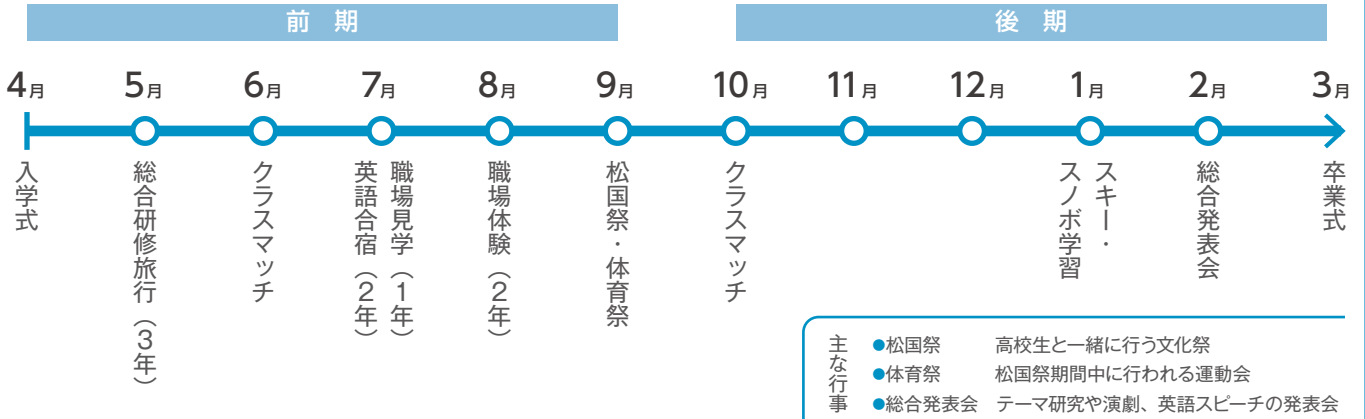 前期
後期
4月
5月
6月
7月
8月
9月
10月
11月
12月
1月
2月
3月
入学式
総合研修旅行（3年）
クラスマッチ
職場見学（1年）
英語合宿（2年）
職場体験（2年）
松国祭・体育祭
クラスマッチ
スキー・
スノボ学習
総合発表会
卒業式
主な行事
●松国祭 高校生と一緒に行う文化祭
●体育祭 松国祭期間中に行われる運動会
●総合発表会 テーマ研究や演劇、英語スピーチの発表会